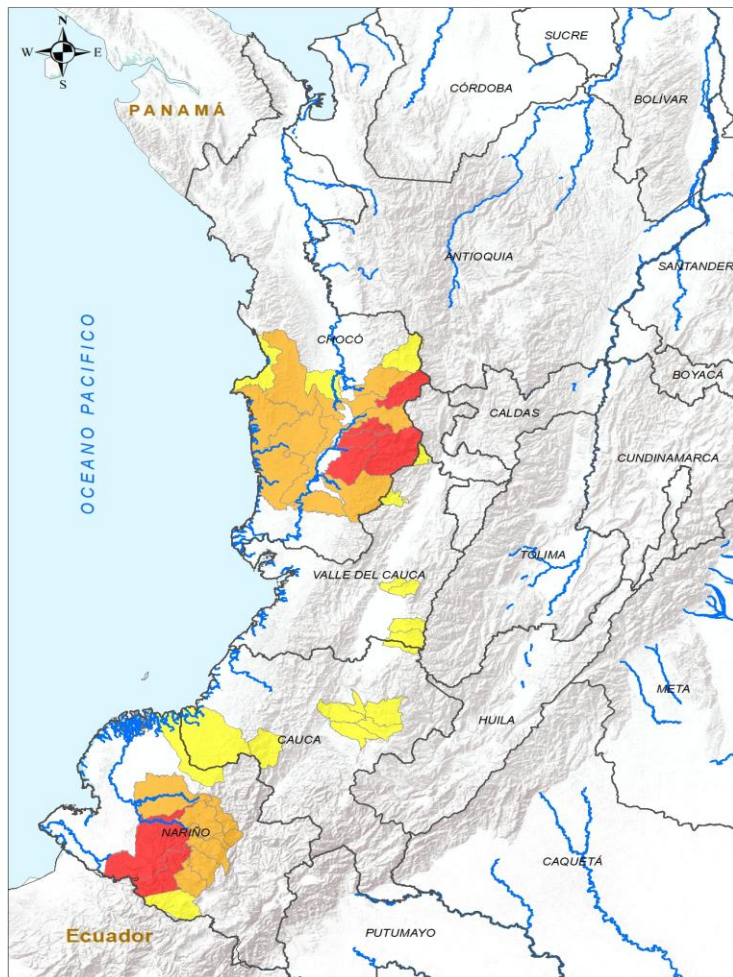 N
W E
S
PANAMÁ
SUCRE
CÓRDOBA
BOLÍVAR
ANTIOQUIA
SANTANDER
OCEANO PACIFICO
CHOCÓ
BOYACÁ
CALDAS
CUNDINAMARCA
TOLIMA
VALLE DEL CAUCA
META
HUILA
CAUCA
NARIÑO
CAQUETÁ
Ecuador
PUTUMAYO